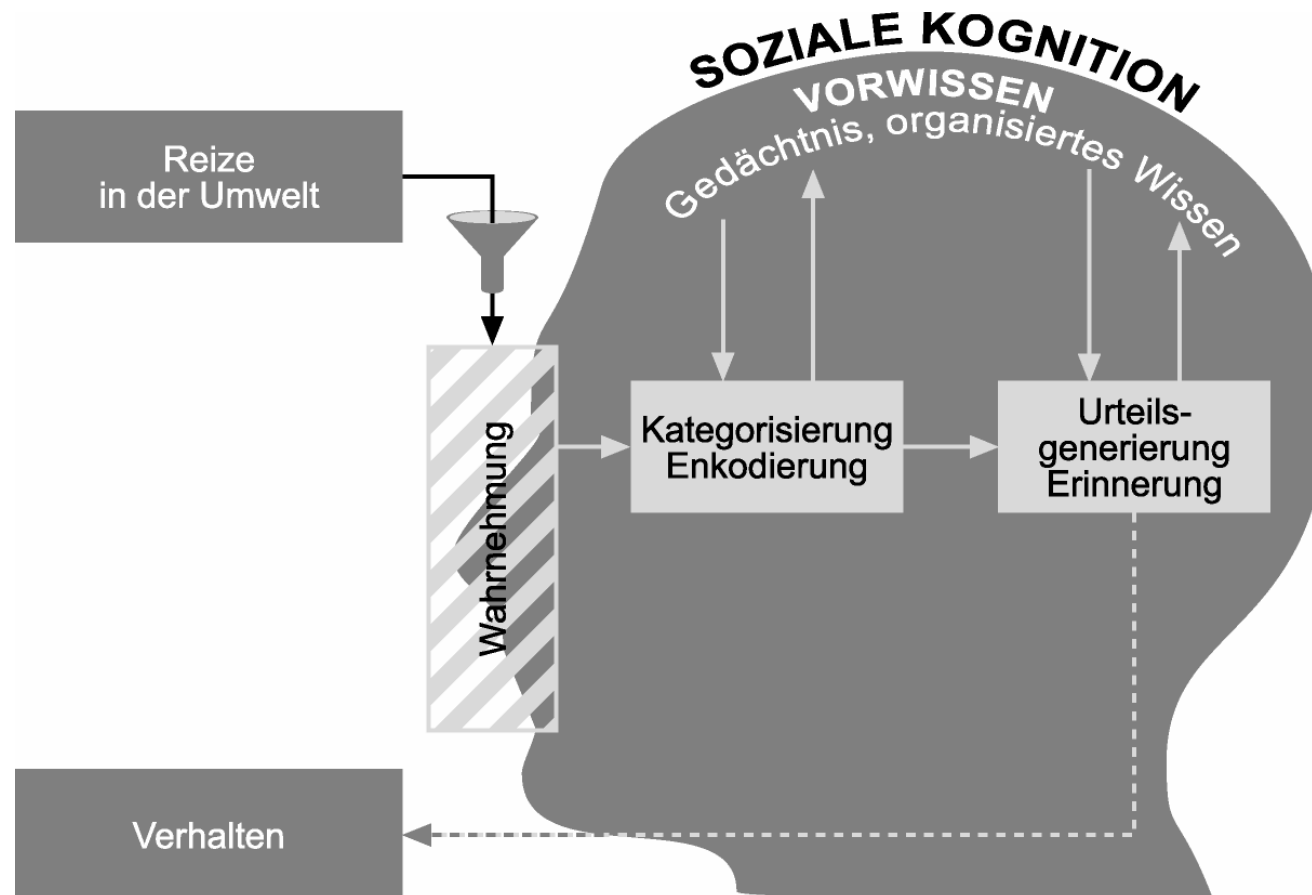 SOZIALE KOGNITION
VORWISSEN
Gedächtnis, organisiertes Wissen
Reize
in der Umwelt
Wahrnehmung
Kategorisierung
Enkodierung
Urteils-
generierung
Erinnerung
Verhalten